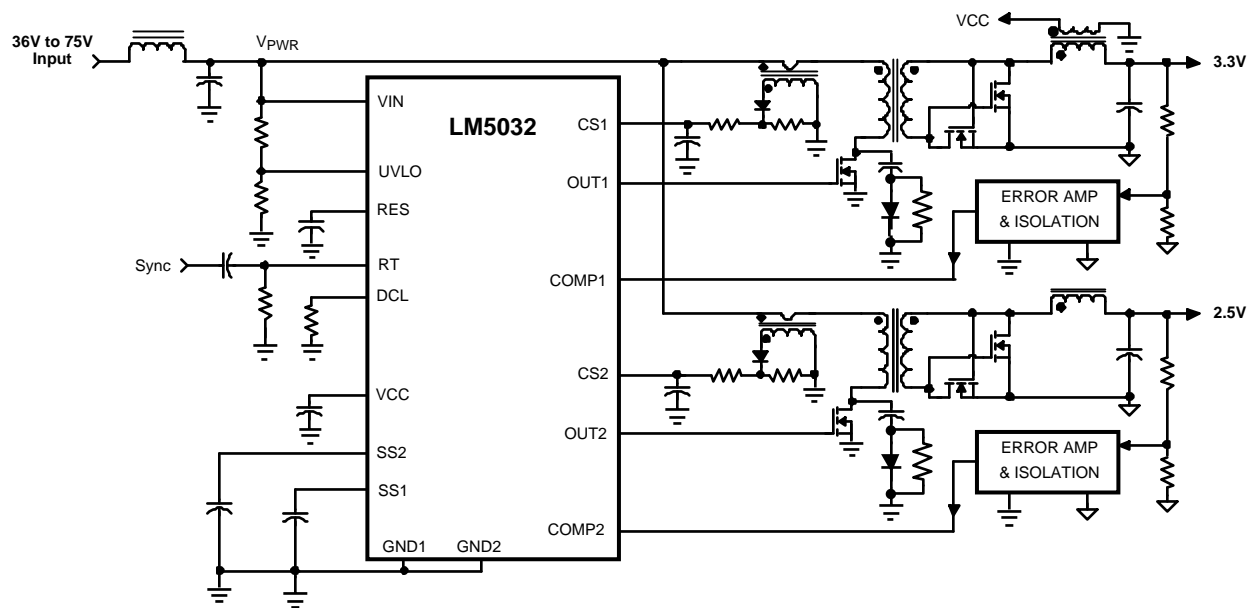 36V to 75V
Input
VPWR
VCC
3.3V
LM5032
VIN
UVLO
RES
Sync
RT
DCL
VCC
SS2
SS1
GND1
GND2
CS1
OUT1
COMP1
CS2
OUT2
COMP2
ERROR AMP
& ISOLATION
2.5V
ERROR AMP
& ISOLATION